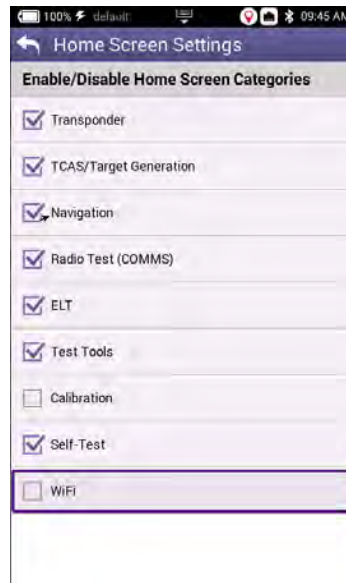 100% default 09:45 AM
Home Screen Settings
Enable/Disable Home Screen Categories
Transponder
TCAS/Target Generation
Navigation
Radio Test (COMMS)
ELT
Test Tools
Calibration
Self-Test
WiFi